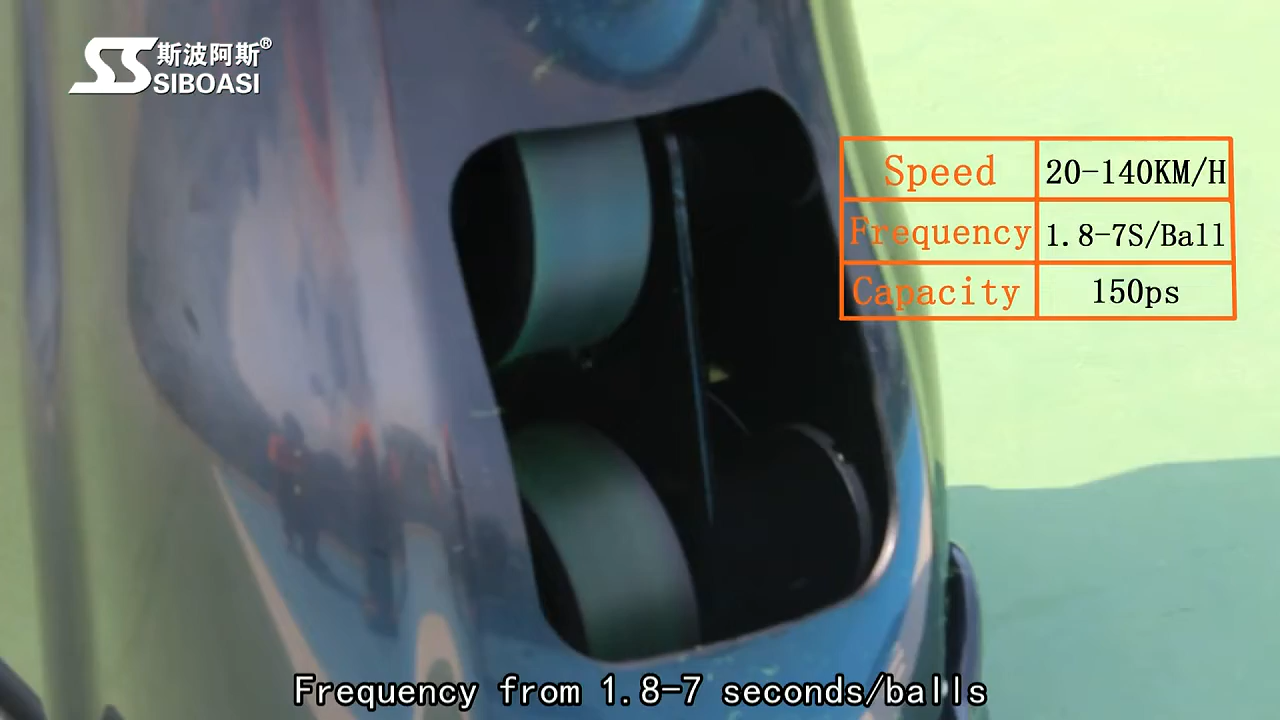 斯波阿斯®
SIBOASI
Speed 20-140KM/H
Frequency 1.8-7S/Ball
Capacity 150ps
Frequency from 1.8-7 seconds/balls